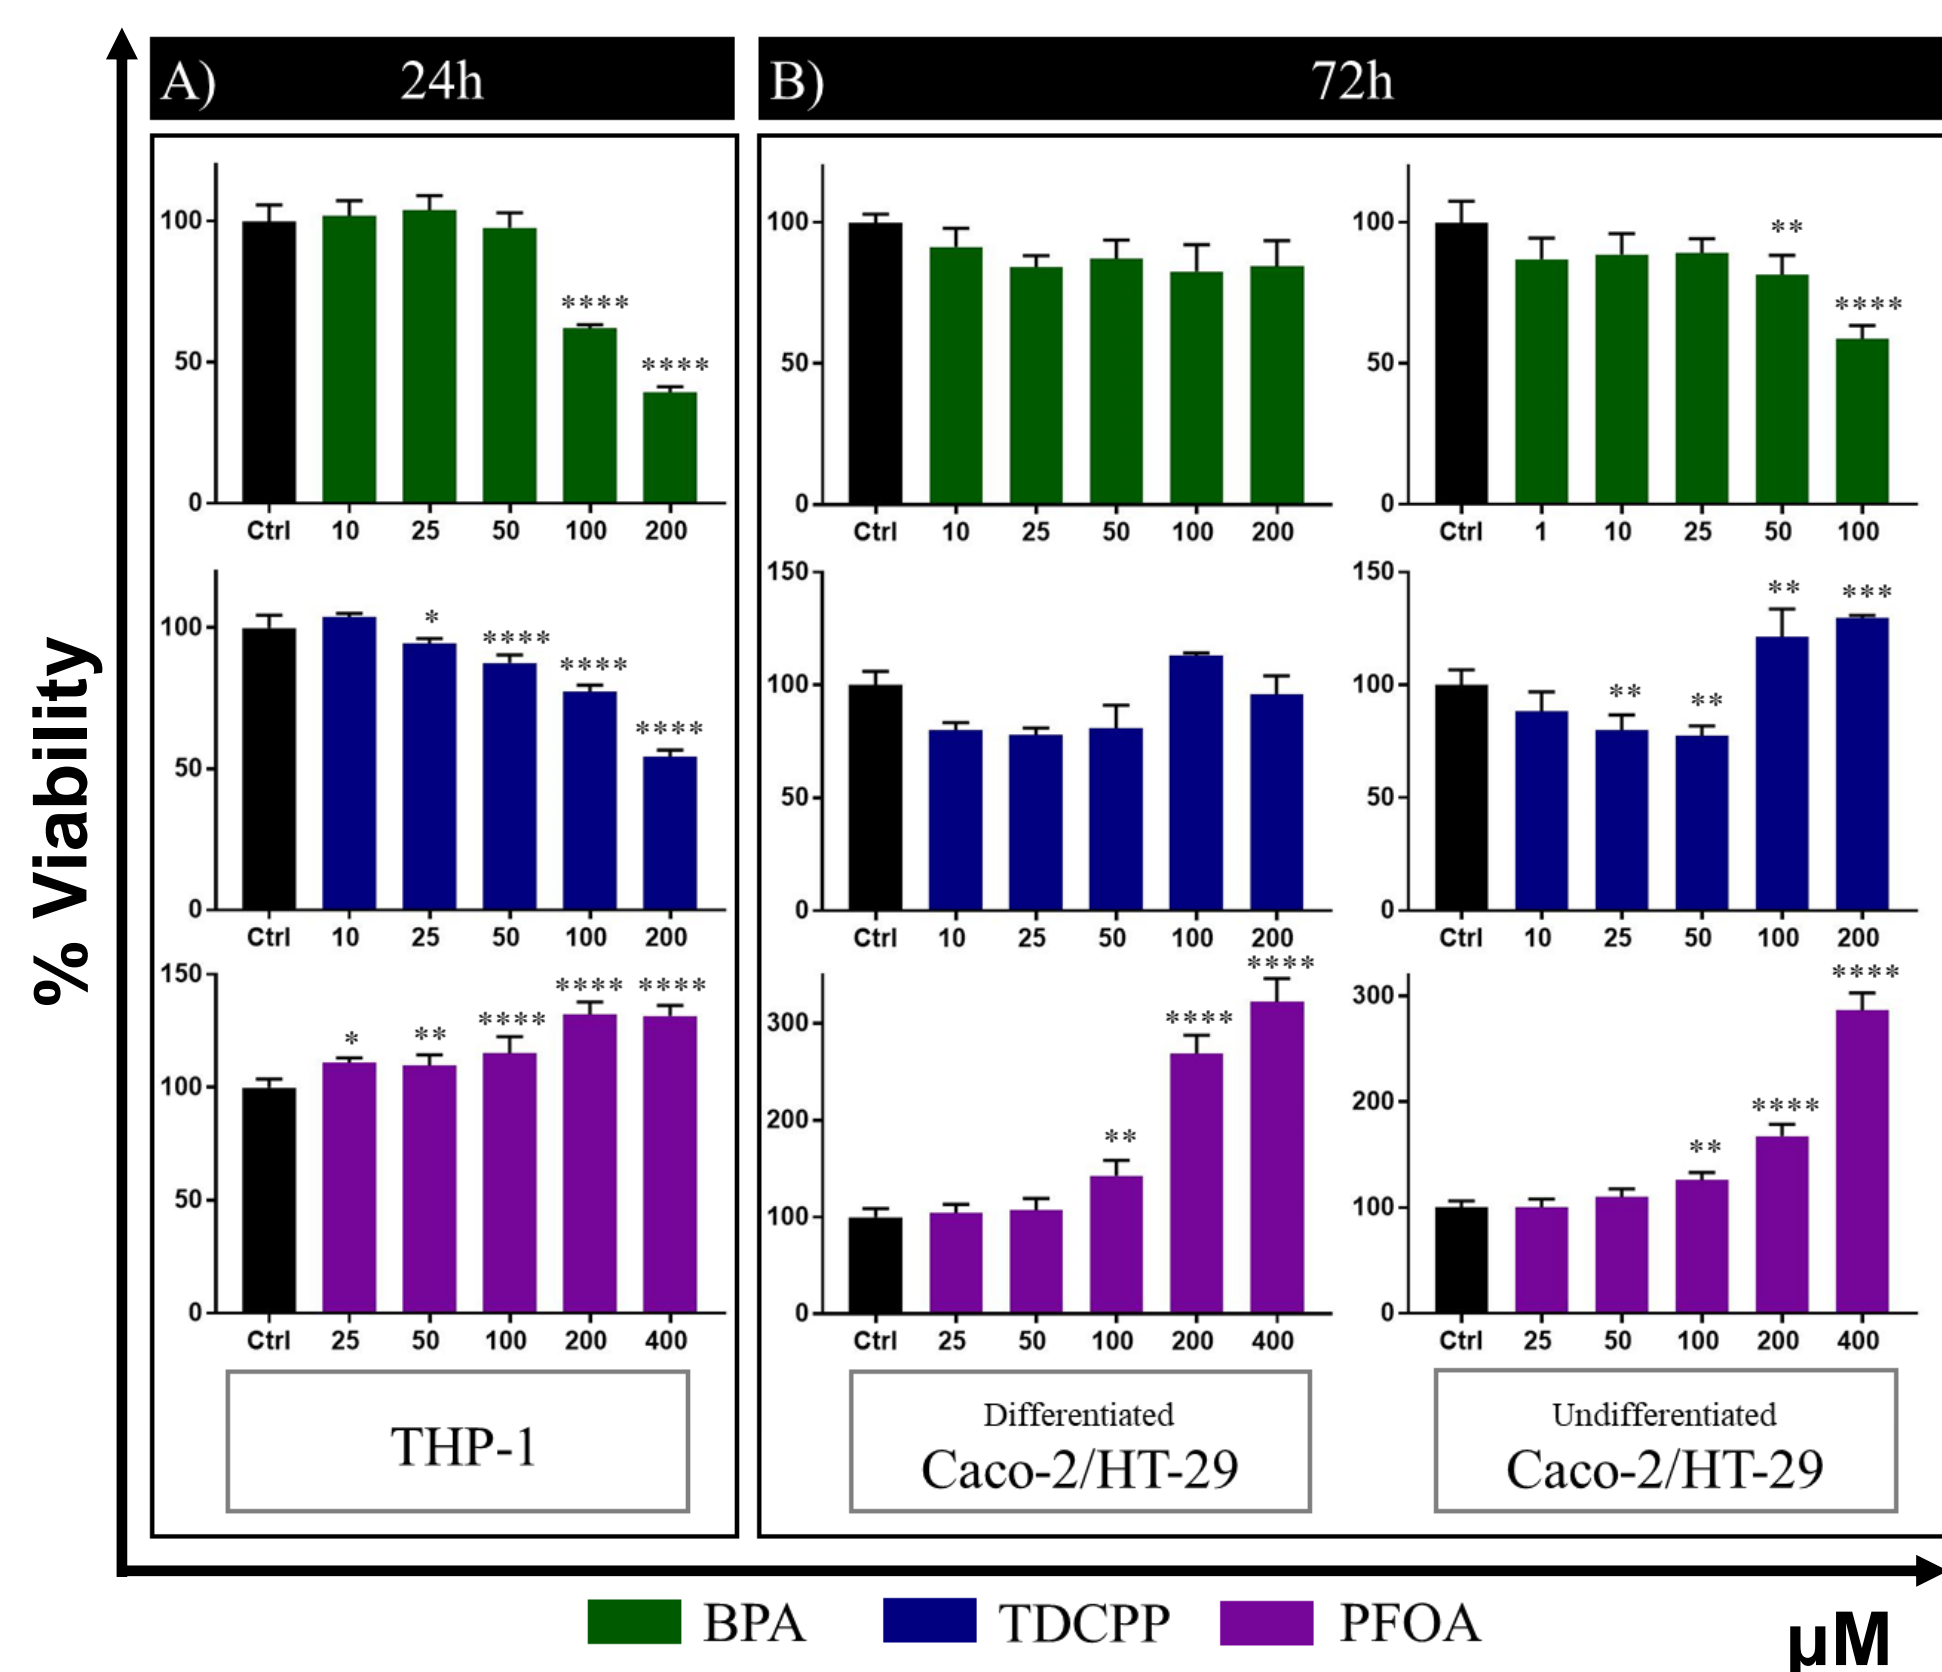 A) 24h
B) 72h
% Viability
100
50
0
****
****
Ctrl 10 25 50 100 200
100
50
0
Ctrl 10 25 50 100 200
100
50
0
**
****
Ctrl 1 10 25 50 100
100
50
0
*
****
****
****
Ctrl 10 25 50 100 200
150
100
50
0
Ctrl 10 25 50 100 200
150
100
50
0
**
**
**
***
Ctrl 10 25 50 100 200
150
100
50
0
*
**
****
****
****
Ctrl 25 50 100 200 400
300
200
100
0
**
****
****
Ctrl 25 50 100 200 400
300
200
100
0
**
****
****
Ctrl 25 50 100 200 400
THP-1
Differentiated
Caco-2/HT-29
Undifferentiated
Caco-2/HT-29
BPA TDCPP PFOA
µM